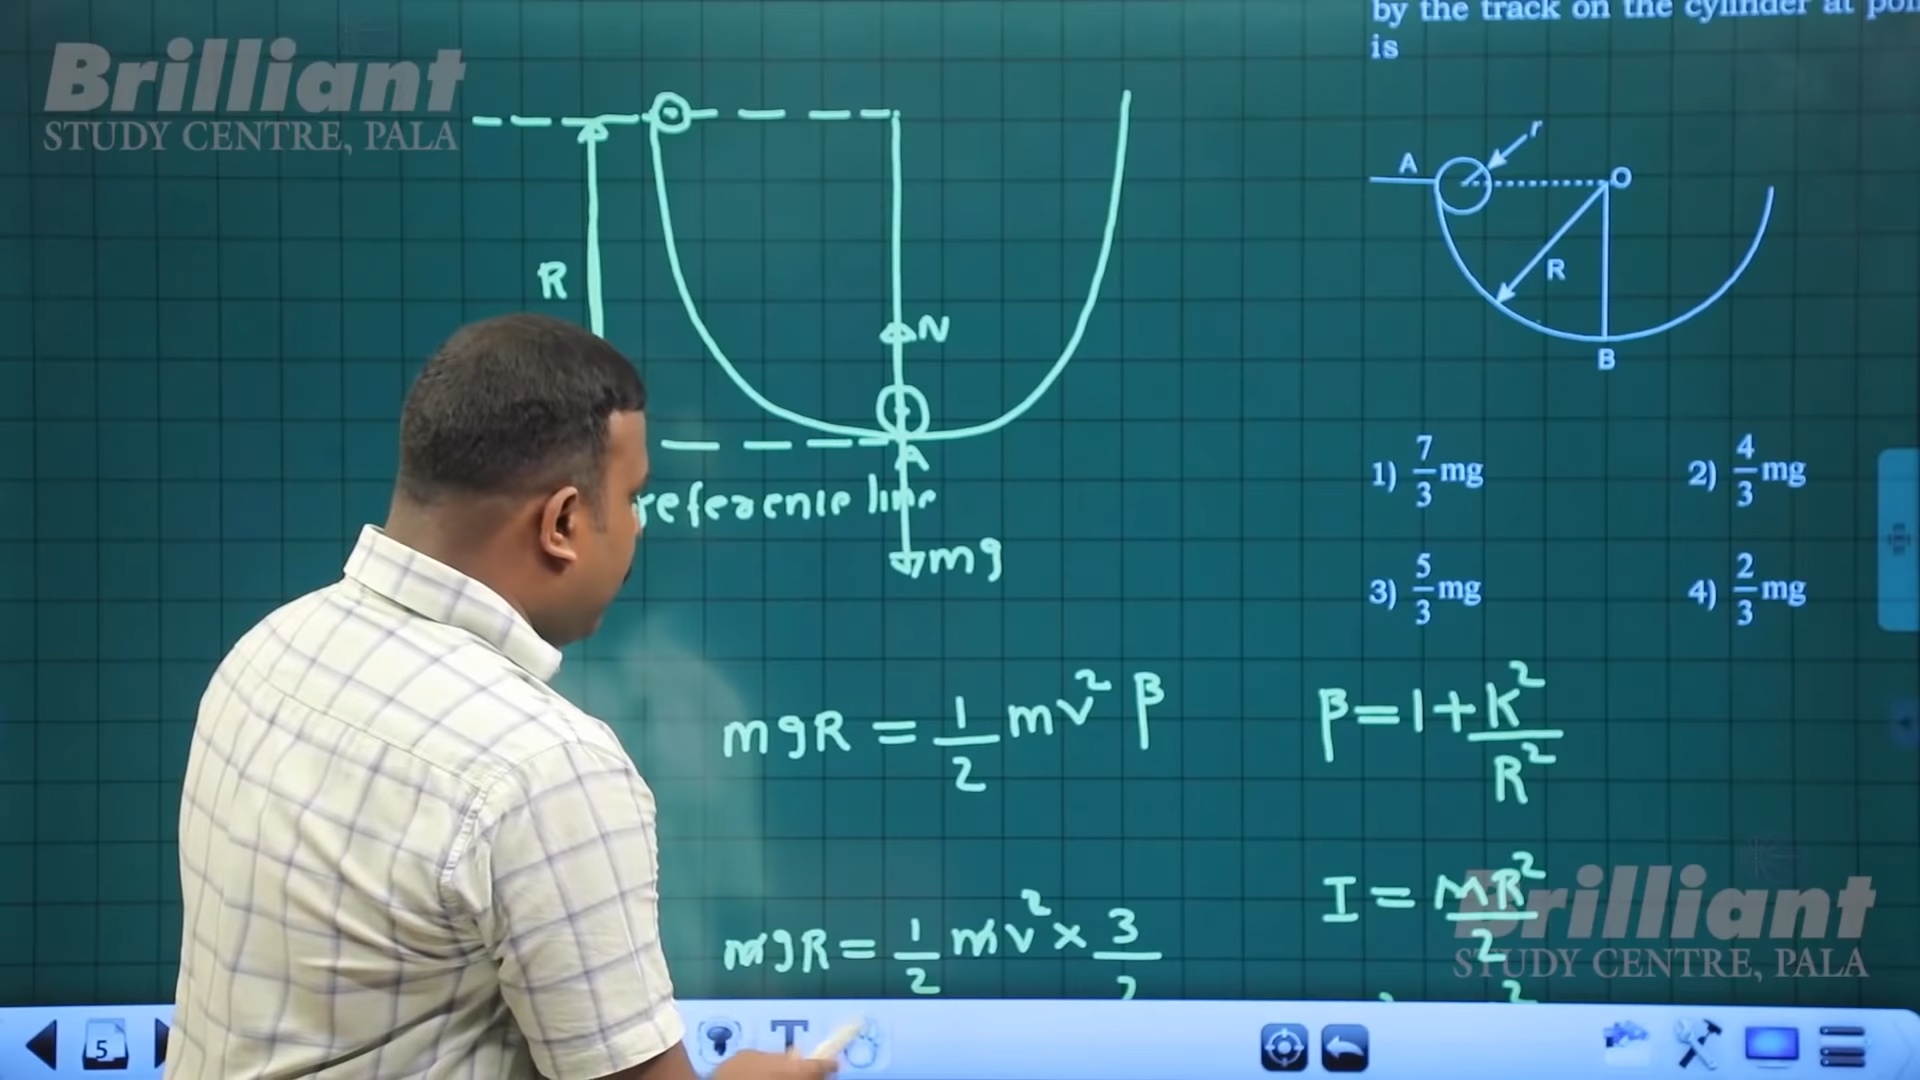 Brilliant
STUDY CENTRE, PALA
by the track on the cylinder at
is
r
A
O
R
B
R
N
A
reference line
mg
1) 7/3 mg
2) 4/3 mg
3) 5/3 mg
4) 2/3 mg
mgR = 1/2 mv² β
β = 1 + K²/R²
mgR = 1/2 mv² × 3/2
I = MR²/2
2
Brilliant
STUDY CENTRE, PALA
5
T